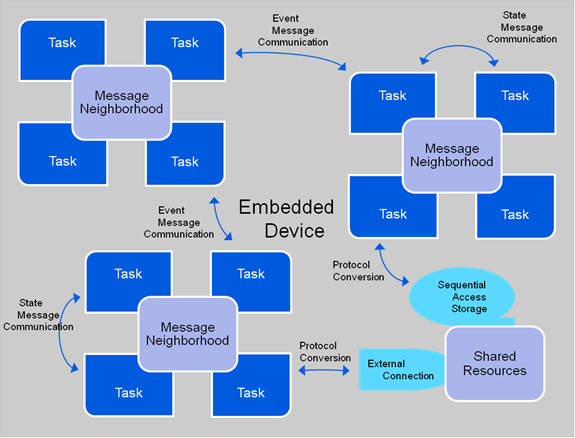 Event
Message
Communication
State
Message
Communication
Task
Task
Message
Neighborhood
Task
Task
Task
Task
Message
Neighborhood
Task
Task
Event
Message
Communication
Embedded
Device
Protocol
Conversion
Sequential
Access
Storage
Task
Task
State
Message
Communication
Message
Neighborhood
Task
Task
Protocol
Conversion
External
Connection
Shared
Resources